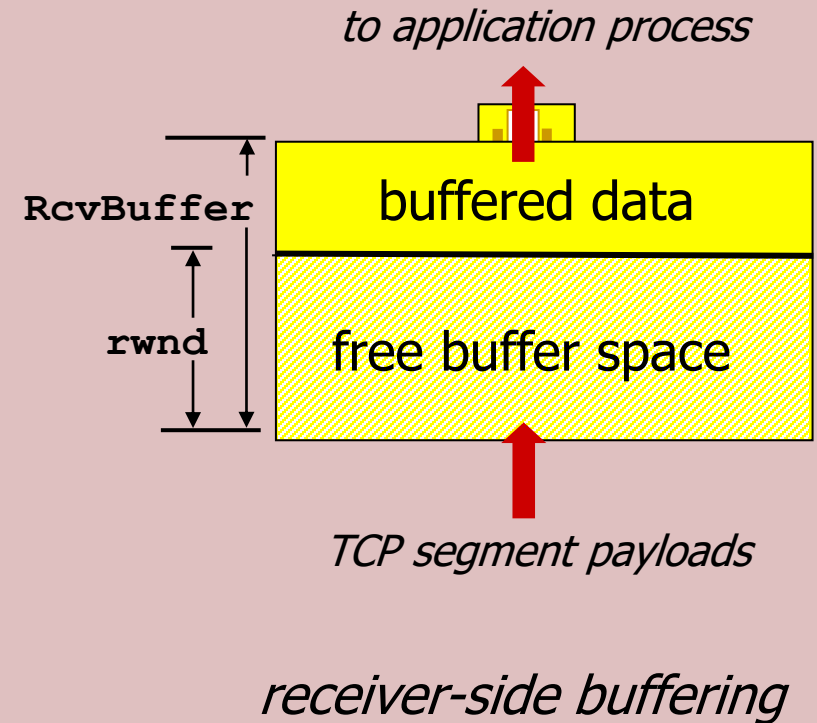 to application process
RcvBuffer
buffered data
rwnd
free buffer space
TCP segment payloads
receiver-side buffering